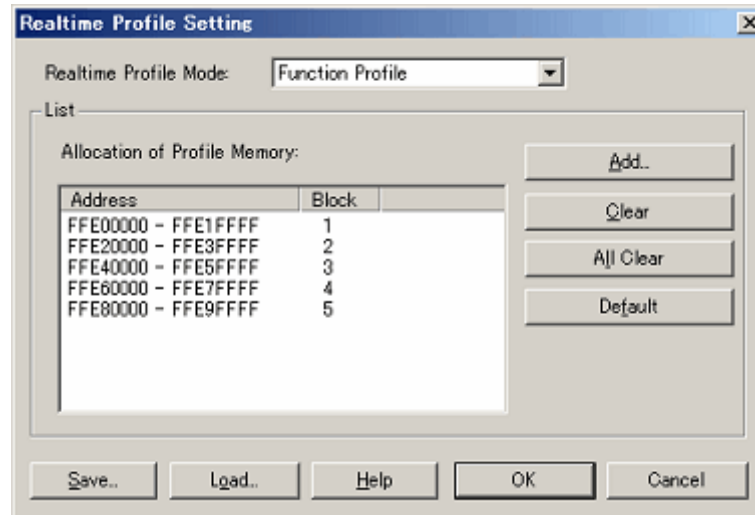 Realtime Profile Setting
Realtime Profile Mode: Function Profile
List
Allocation of Profile Memory:
Address Block
FFE00000 - FFE1FFFF 1
FFE20000 - FFE3FFFF 2
FFE40000 - FFE5FFFF 3
FFE60000 - FFE7FFFF 4
FFE80000 - FFE9FFFF 5
Add..
Clear
All Clear
Default
Save.. Load.. Help OK Cancel